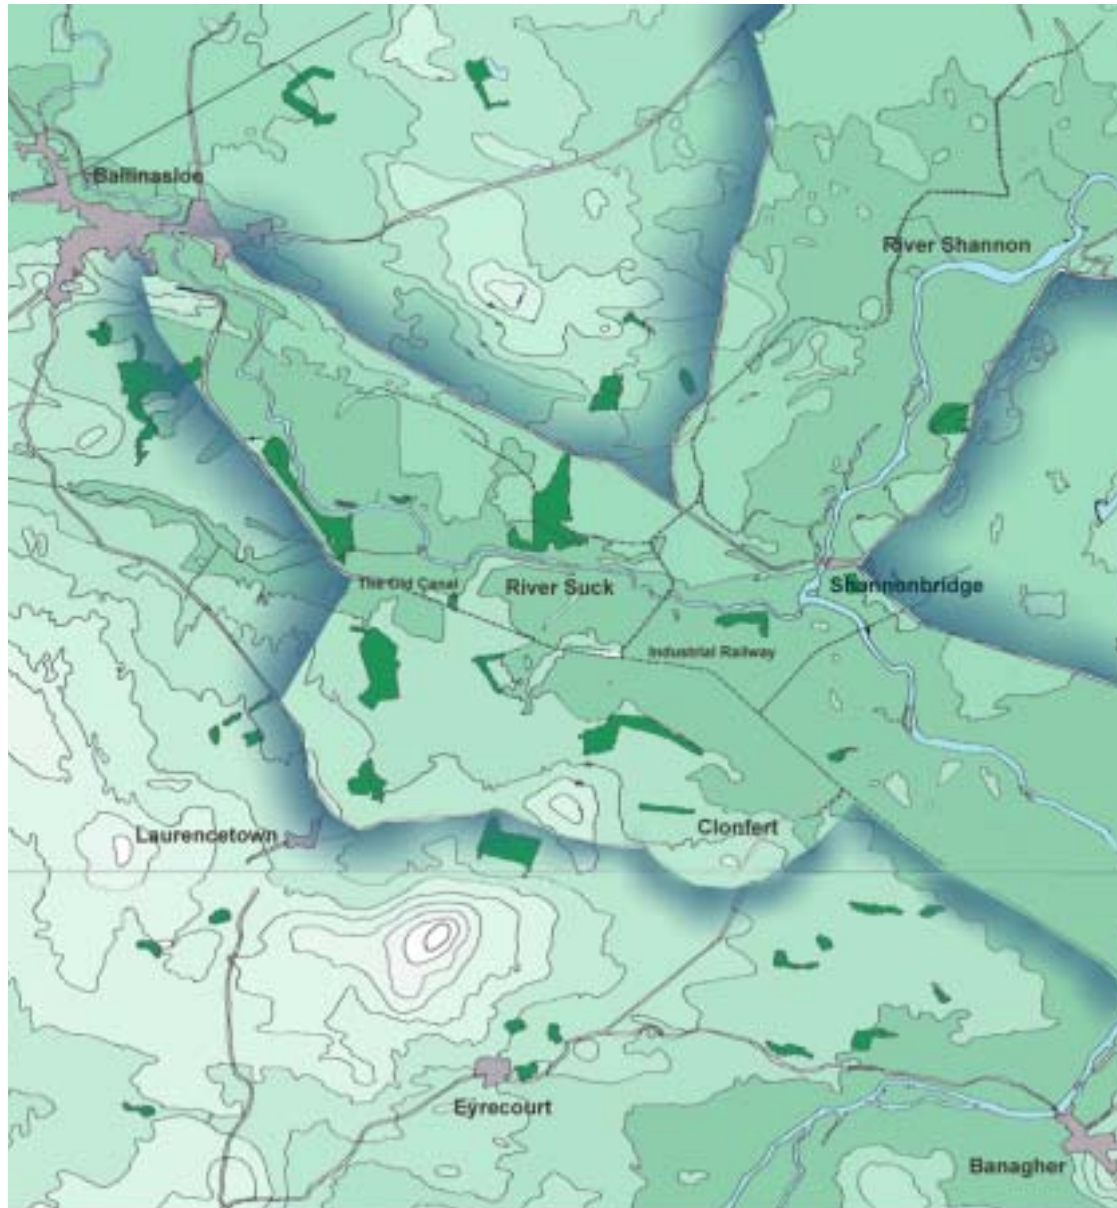 Ballinasloe
River Shannon
The Old Canal
River Suck
Shannonbridge
Industrial Railway
Clonfert
Laurencetown
Eyrecourt
Banagher